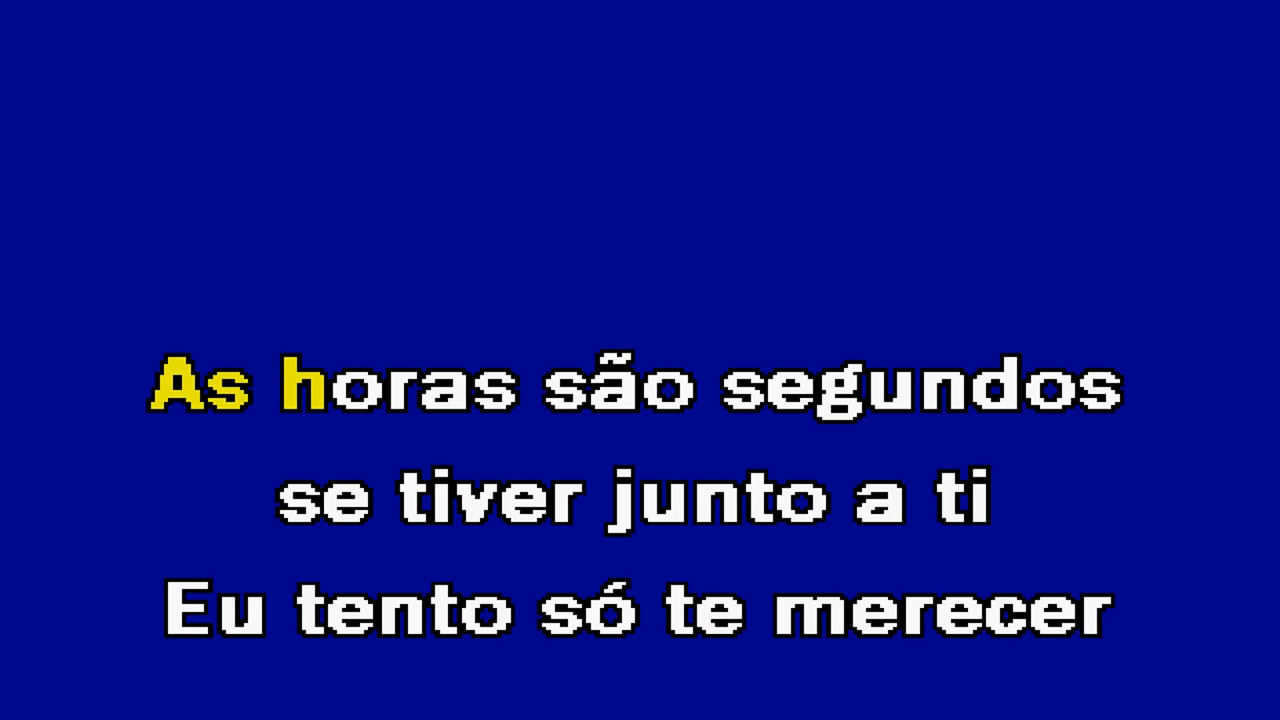 As horas são segundos
se tiver junto a ti
Eu tento só te merecer